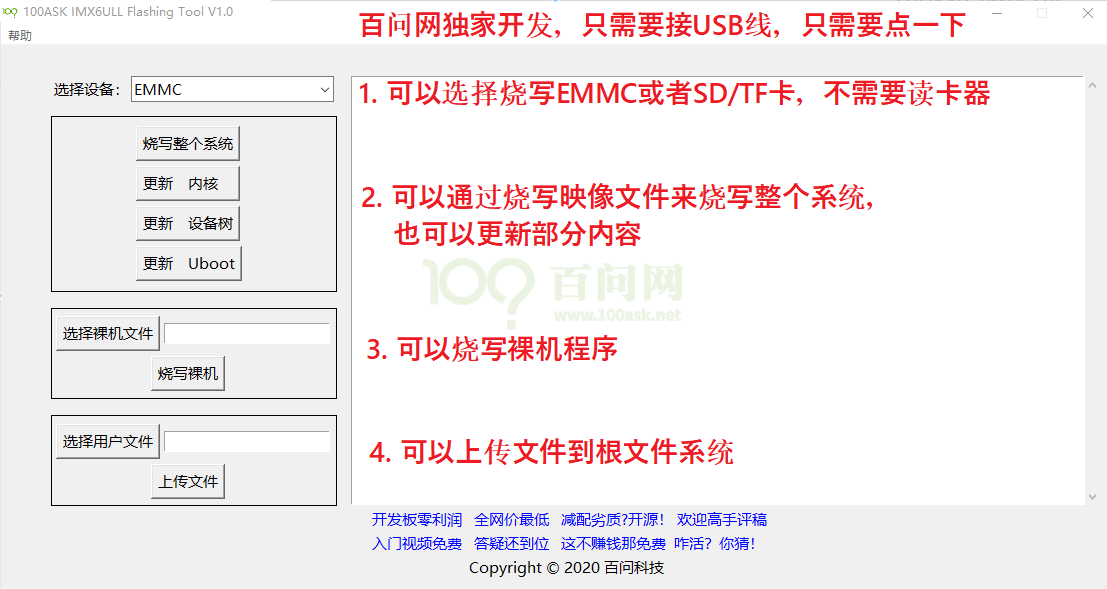 100ASK IMX6ULL Flashing Tool V1.0
百问网独家开发，只需要接USB线，只需要点一下
帮助
选择设备：
EMMC
烧写整个系统
更新 内核
更新 设备树
更新 Uboot
选择裸机文件
烧写裸机
选择用户文件
上传文件
1. 可以选择烧写EMMC或者SD/TF卡，不需要读卡器
2. 可以通过烧写映像文件来烧写整个系统，
也可以更新部分内容
百问网
www.100ask.net
3. 可以烧写裸机程序
4. 可以上传文件到根文件系统
开发板零利润 全网价最低 减配劣质?开源！ 欢迎高手评稿
入门视频免费 答疑还到位 这不赚钱那免费 咋活？你猜！
Copyright © 2020 百问科技